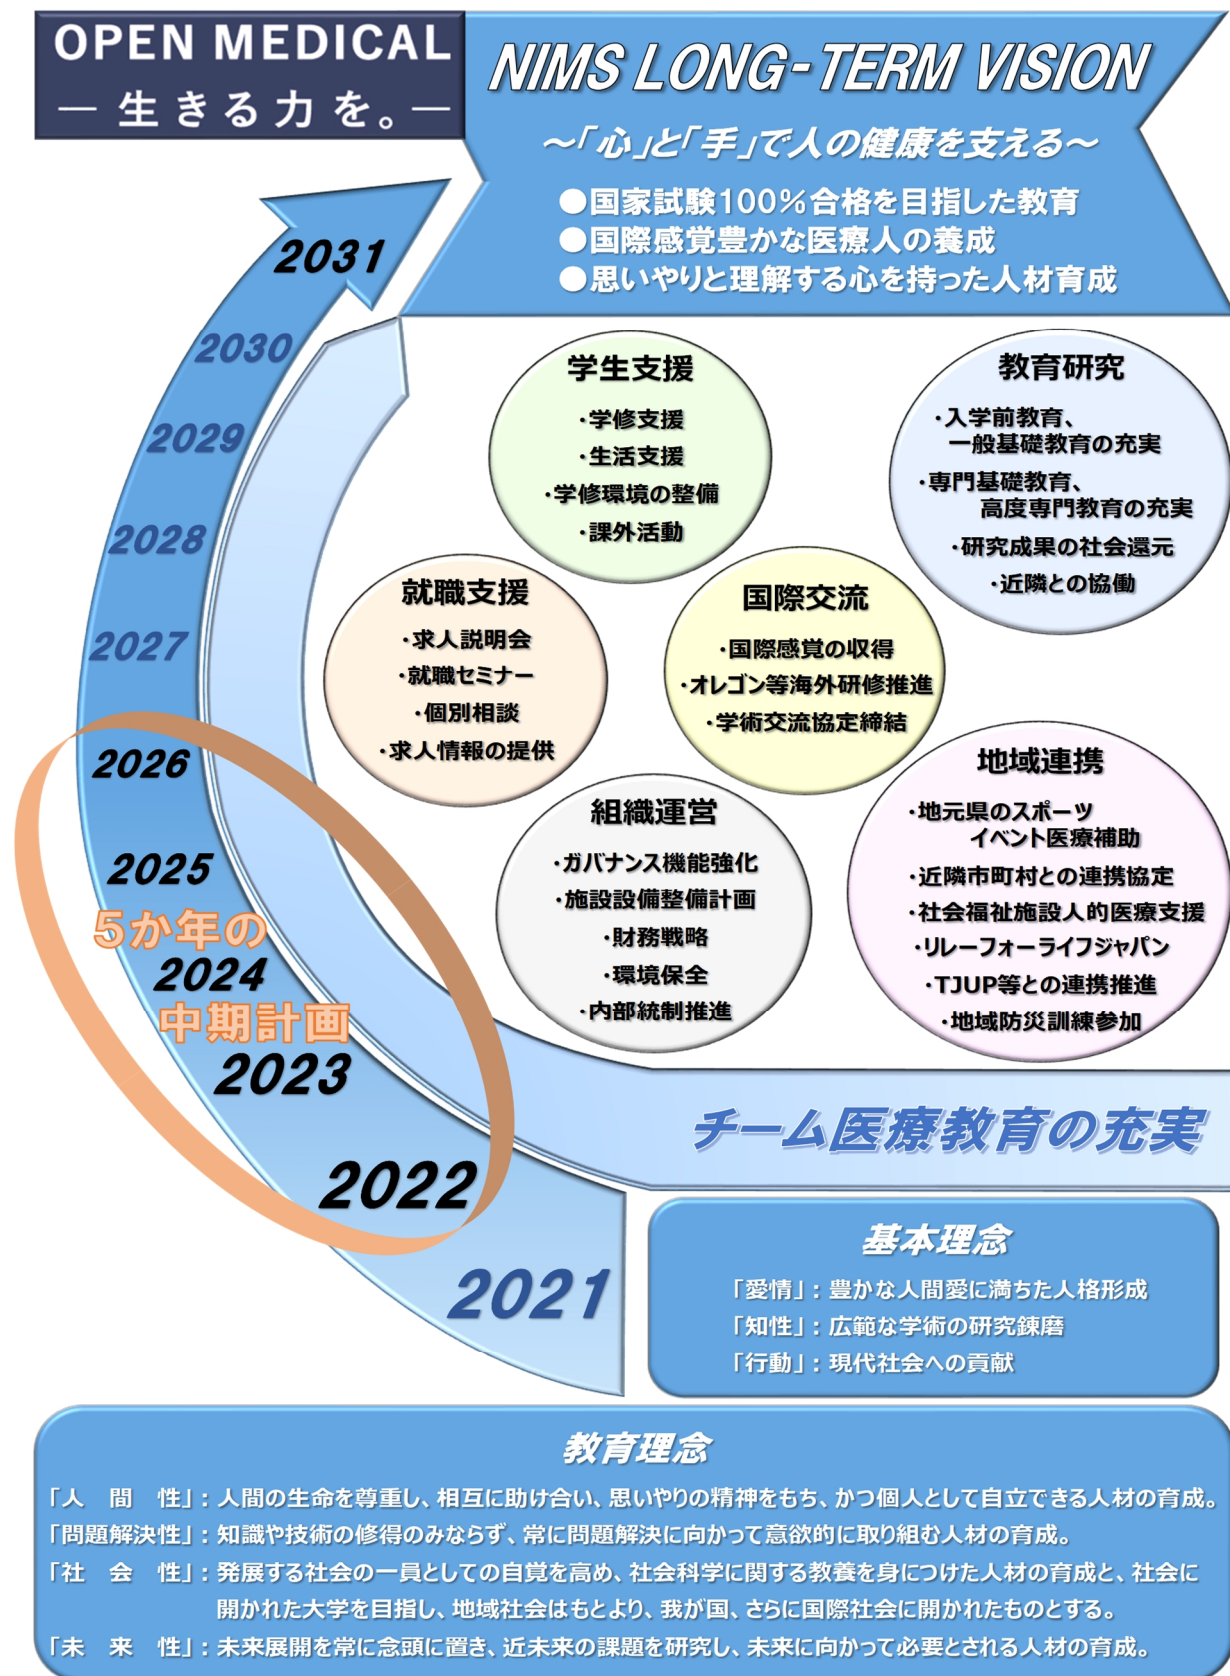 OPEN MEDICAL
― 生きる力を。―
NIMS LONG-TERM VISION
～「心」と「手」で人の健康を支える～
●国家試験100％合格を目指した教育
●国際感覚豊かな医療人の養成
●思いやりと理解する心を持った人材育成
2031
2030
2029
2028
2027
2026
2025
5か年の
2024
中期計画
2023
2022
2021
学生支援
・学修支援
・生活支援
・学修環境の整備
・課外活動
教育研究
・入学前教育、
一般基礎教育の充実
・専門基礎教育、
高度専門教育の充実
・研究成果の社会還元
・近隣との協働
就職支援
・求人説明会
・就職セミナー
・個別相談
・求人情報の提供
国際交流
・国際感覚の収得
・オレゴン等海外研修推進
・学術交流協定締結
組織運営
・ガバナンス機能強化
・施設設備整備計画
・財務戦略
・環境保全
・内部統制推進
地域連携
・地元県のスポーツ
イベント医療補助
・近隣市町村との連携協定
・社会福祉施設人的医療支援
・リレーフォーライフジャパン
・TJUP等との連携推進
・地域防災訓練参加
チーム医療教育の充実
基本理念
「愛情」：豊かな人間愛に満ちた人格形成
「知性」：広範な学術の研究錬磨
「行動」：現代社会への貢献
教育理念
「人　間　性」：人間の生命を尊重し、相互に助け合い、思いやりの精神をもち、かつ個人として自立できる人材の育成。
「問題解決性」：知識や技術の修得のみならず、常に問題解決に向かって意欲的に取り組む人材の育成。
「社　会　性」：発展する社会の一員としての自覚を高め、社会科学に関する教養を身につけた人材の育成と、社会に
開かれた大学を目指し、地域社会はもとより、我が国、さらに国際社会に開かれたものとする。
「未　来　性」：未来展開を常に念頭に置き、近未来の課題を研究し、未来に向かって必要とされる人材の育成。